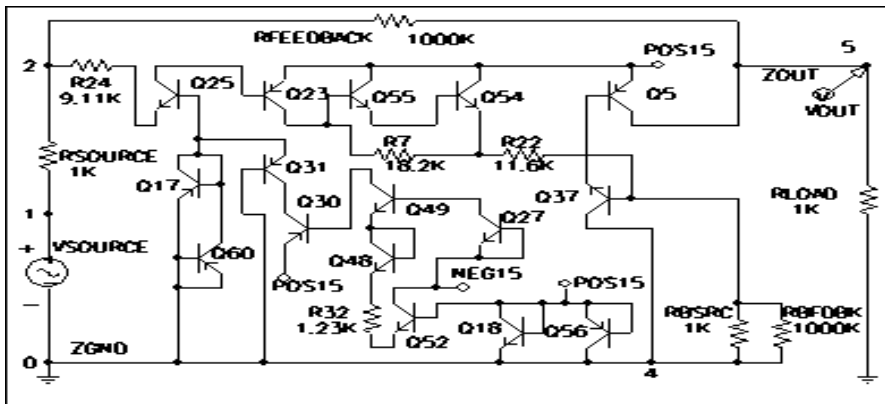 RFEEDBACK 1000K
POS15
5
2
R24
9.11K
Q25
Q23
Q55
Q54
Q5
ZOUT
VOUT
RSOURCE
1K
R7
18.2K
R22
11.6K
Q31
Q17
Q30
Q49
Q27
Q37
RLOAD
1K
1
+
VSOURCE
-
Q60
POS15
Q48
NEG15
POS15
R32
1.23K
Q52
Q18
Q56
RBSRC
1K
RBFDBK
1000K
0
ZGND
4